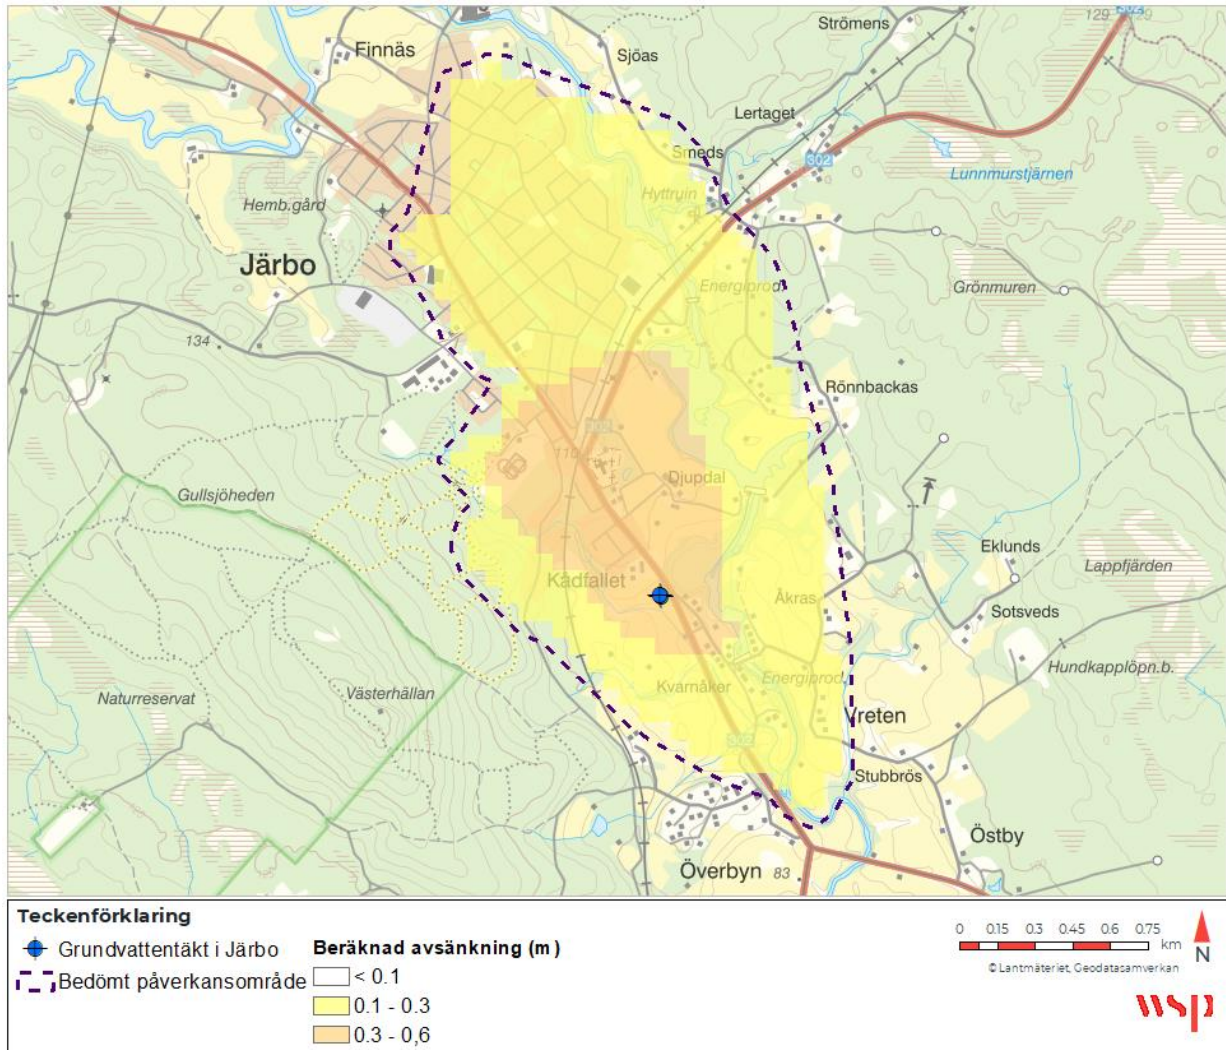 Strömens
129
Finnäs
Sjöas
Lertaget
302
Smeds
Lunnmurstjärnen
Hyttruin
Hemb.gård
Järbo
Energiprod.
Grönmuren
134
Rönnbackas
302
110
Djupdal
Gullsjöheden
Eklunds
Lappfjärden
Kådfallet
Åkras
Sotsveds
Hundkapplöpn.b.
Naturreservat
Västerhällan
Kvarnåker
Energiprod.
Vreten
302
Stubbrös
Östby
Överbyn
83
Teckenförklaring
Grundvattentäkt i Järbo
Bedömt påverkansområde
Beräknad avsänkning (m)
< 0.1
0.1 - 0.3
0.3 - 0,6
0 0.15 0.3 0.45 0.6 0.75
km
© Lantmäteriet, Geodatasamverkan
N
wsp